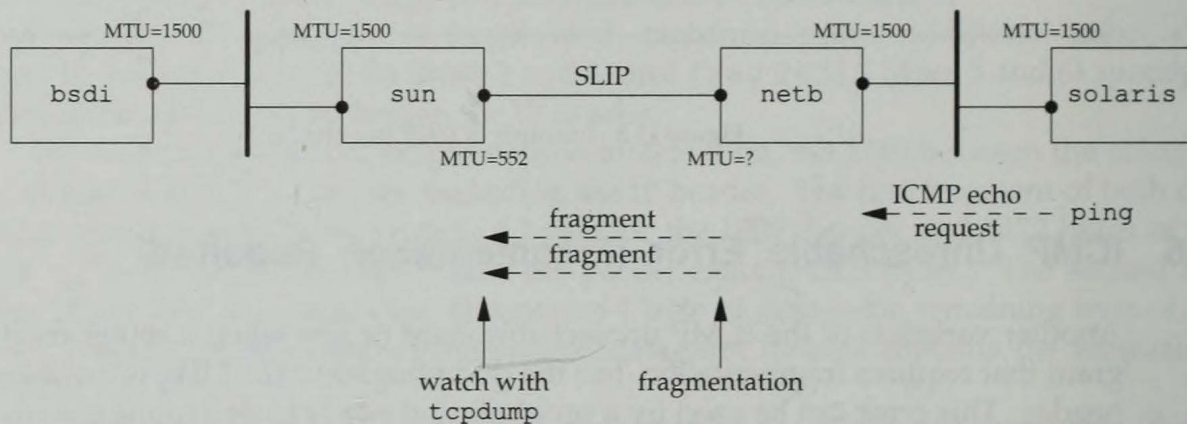 MTU=1500 MTU=1500 MTU=1500 MTU=1500
bsdi sun SLIP netb solaris
MTU=552 MTU=?
ICMP echo
request
ping
fragment
fragment
watch with
tcpdump
fragmentation